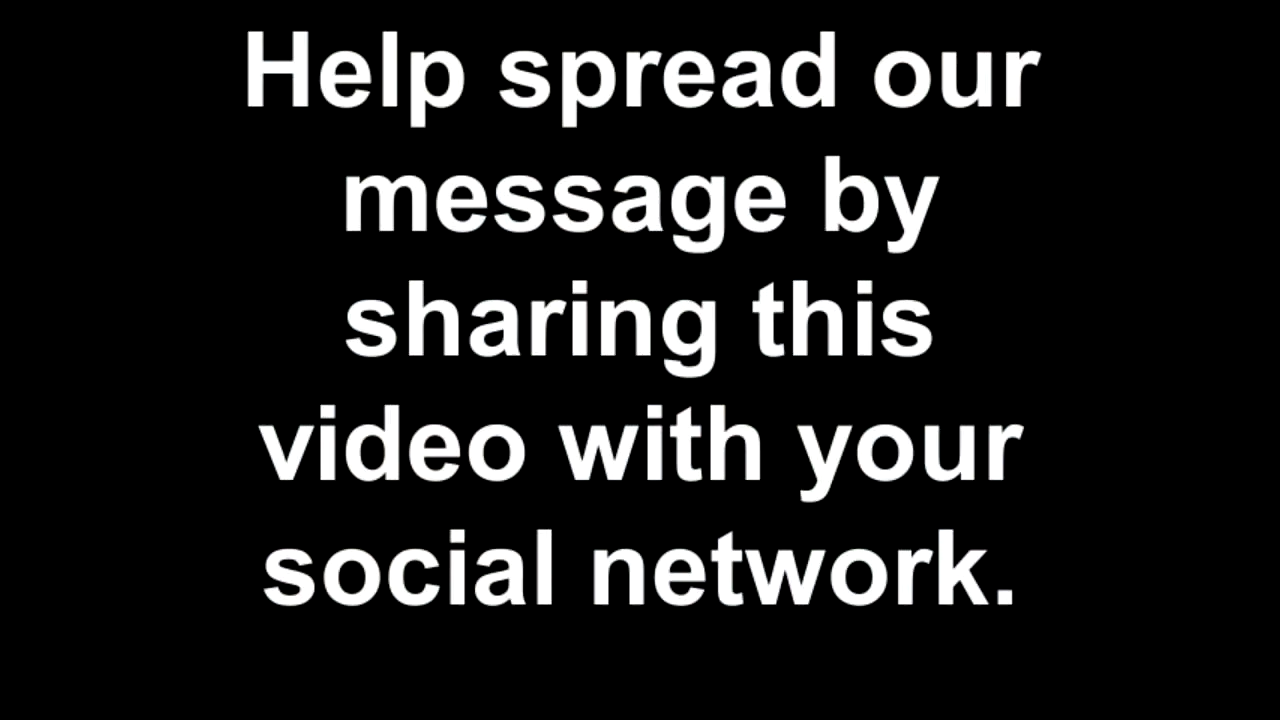 Help spread our
message by
sharing this
video with your
social network.